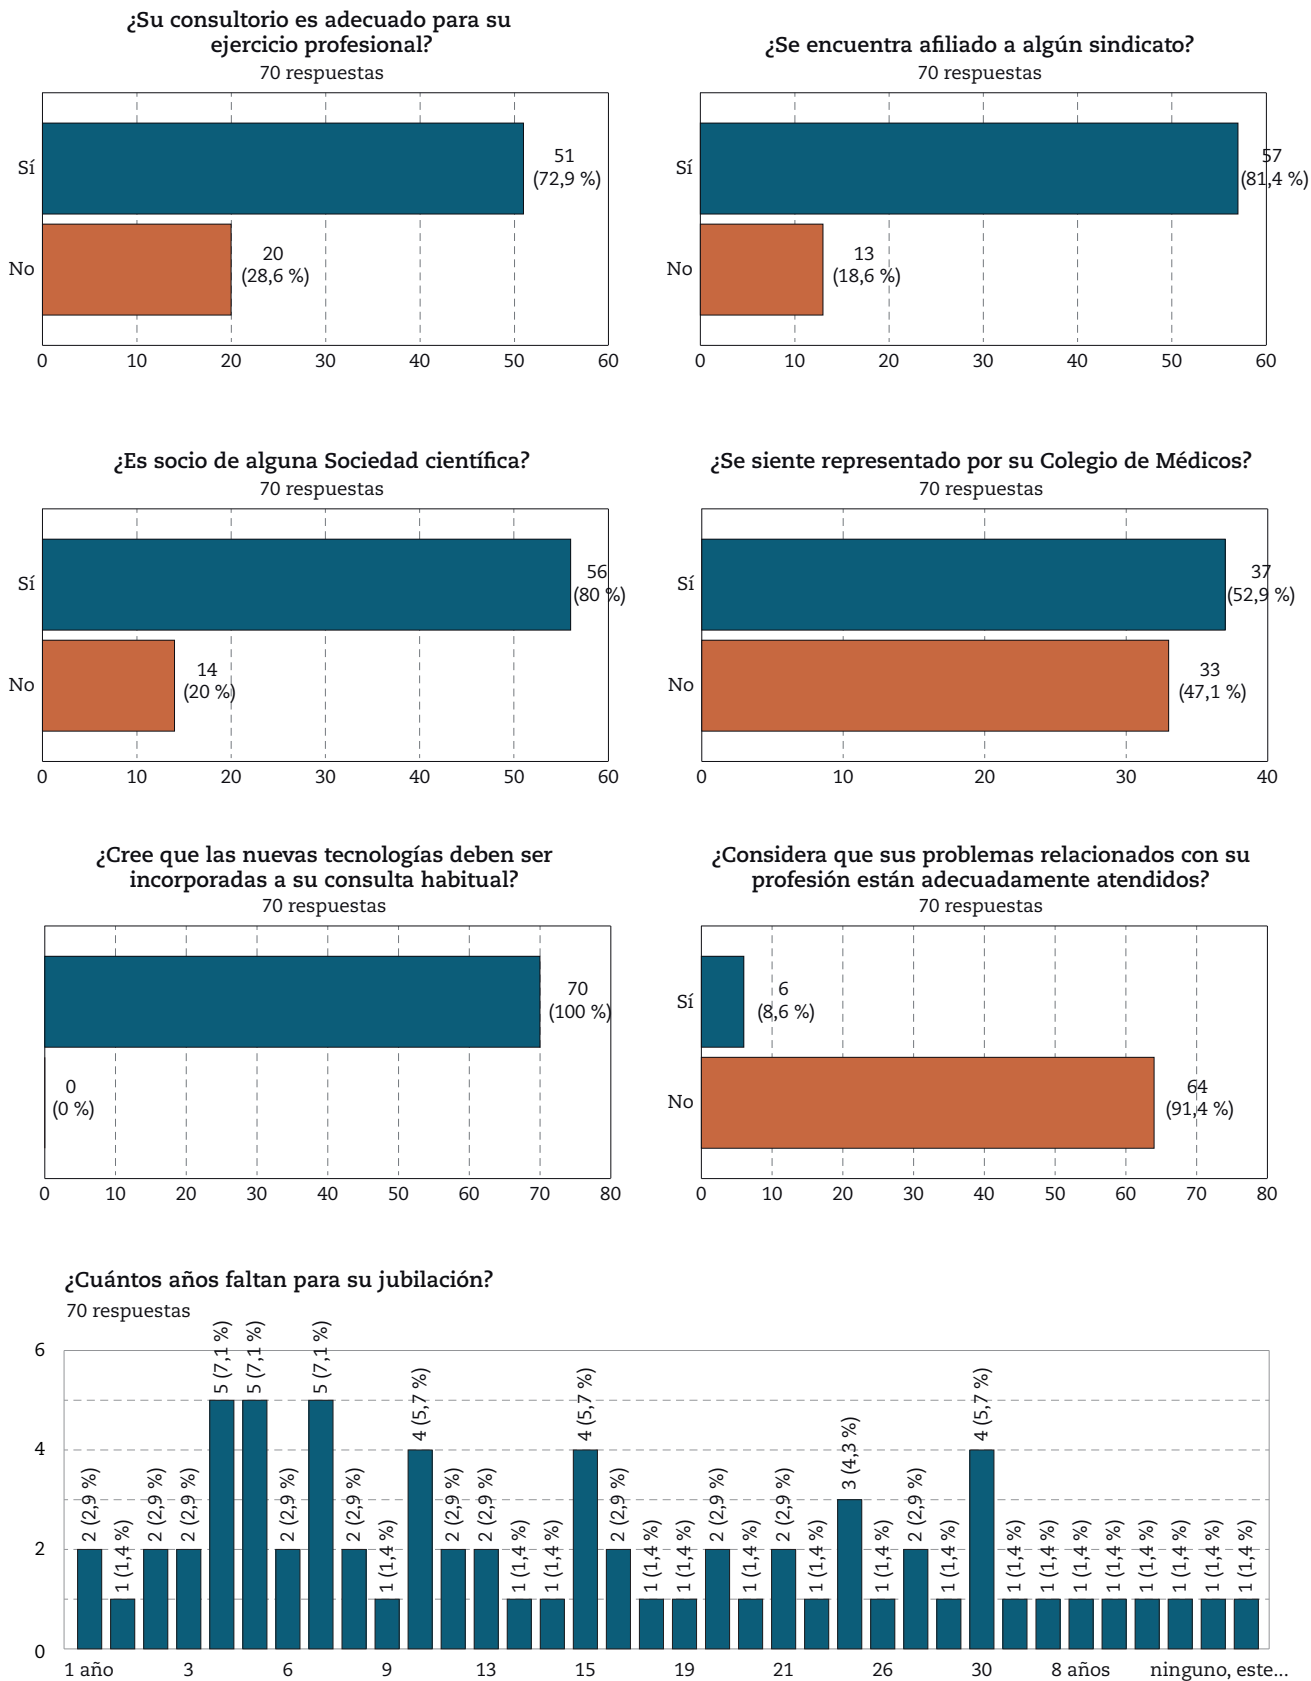 ¿Su consultorio es adecuado para su
ejercicio profesional?
70 respuestas
Sí
51
(72,9 %)
No
20
(28,6 %)
0 10 20 30 40 50 60
¿Se encuentra afiliado a algún sindicato?
70 respuestas
Sí
57
(81,4 %)
No
13
(18,6 %)
0 10 20 30 40 50 60
¿Es socio de alguna Sociedad científica?
70 respuestas
Sí
56
(80 %)
No
14
(20 %)
0 10 20 30 40 50 60
¿Se siente representado por su Colegio de Médicos?
70 respuestas
Sí
37
(52,9 %)
No
33
(47,1 %)
0 10 20 30 40
¿Cree que las nuevas tecnologías deben ser
incorporadas a su consulta habitual?
70 respuestas
70
(100 %)
0
(0 %)
0 10 20 30 40 50 60 70 80
¿Considera que sus problemas relacionados con su
profesión están adecuadamente atendidos?
70 respuestas
Sí
6
(8,6 %)
No
64
(91,4 %)
0 10 20 30 40 50 60 70 80
¿Cuántos años faltan para su jubilación?
70 respuestas
6
4
2
0
2 (2,9 %)
1 (1,4 %)
2 (2,9 %)
2 (2,9 %)
5 (7,1 %)
5 (7,1 %)
2 (2,9 %)
5 (7,1 %)
2 (2,9 %)
1 (1,4 %)
4 (5,7 %)
2 (2,9 %)
2 (2,9 %)
1 (1,4 %)
1 (1,4 %)
4 (5,7 %)
2 (2,9 %)
1 (1,4 %)
1 (1,4 %)
2 (2,9 %)
1 (1,4 %)
2 (2,9 %)
1 (1,4 %)
3 (4,3 %)
1 (1,4 %)
2 (2,9 %)
1 (1,4 %)
4 (5,7 %)
1 (1,4 %)
1 (1,4 %)
1 (1,4 %)
1 (1,4 %)
1 (1,4 %)
1 (1,4 %)
1 (1,4 %)
1 (1,4 %)
1 año 3 6 9 13 15 19 21 26 30 8 años ninguno, este...